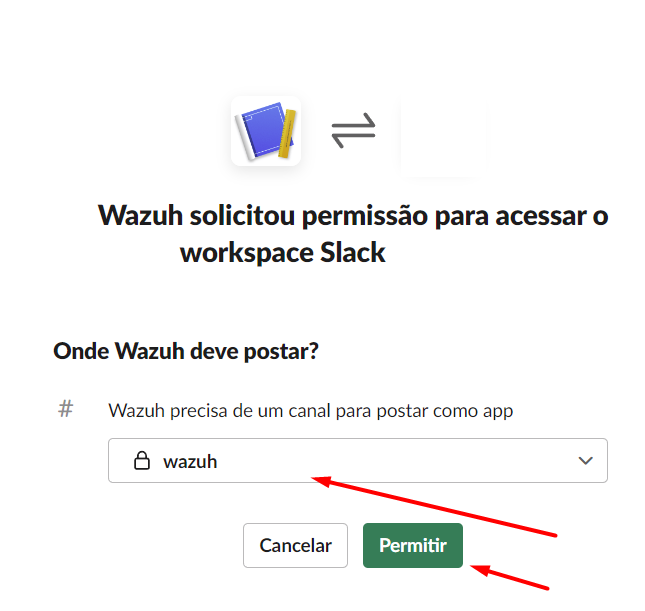 Wazuh solicitou permissão para acessar o
workspace Slack
Onde Wazuh deve postar?
# Wazuh precisa de um canal para postar como app
wazuh
Cancelar Permitir